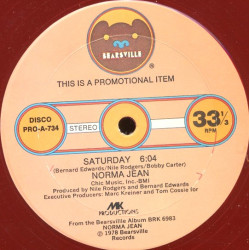 BEARSVILLE
THIS IS A PROMOTIONAL ITEM
DISCO
PRO-A-734
STEREO
33 1/3
RPM
SATURDAY 6:04
(Bernard Edwards/Nile Rodgers/Bobby Carter)
NORMA JEAN
Chic Music, Inc.-BMI
Produced by Nile Rodgers and Bernard Edwards
Executive Producers: Marc Kreiner and Tom Cossie for
MK
PRODUCTIONS
From the Bearsville Album BRK 6983
NORMA JEAN
℗ 1978 Bearsville
Records